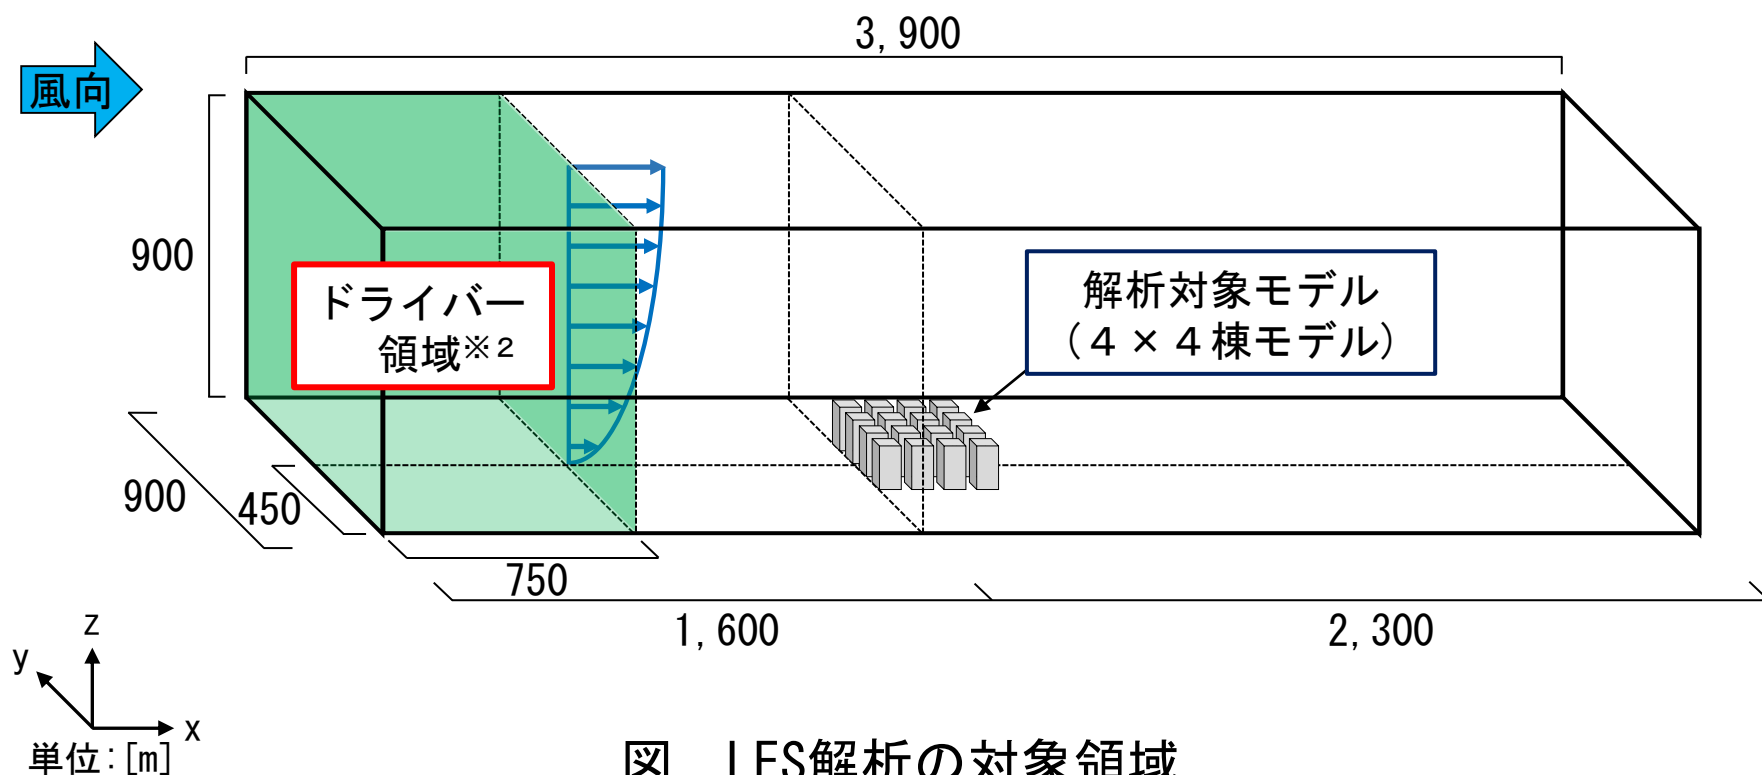 3,900
風向
900
ドライバー
領域※2
解析対象モデル
(4×4棟モデル)
900
450
750
1,600
2,300
z
y
x
単位:[m]
図 LES解析の対象領域